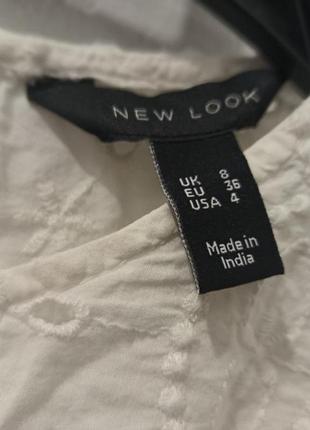 NEW LOOK
UK 8
EU 36
USA 4
Made in
India